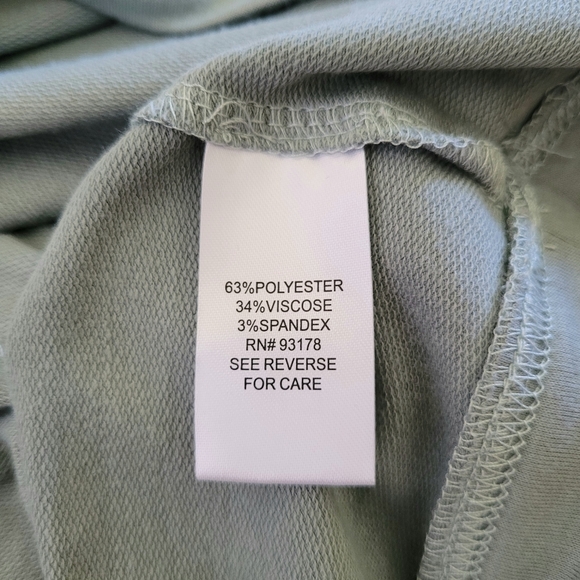 63%POLYESTER
34%VISCOSE
3%SPANDEX
RN# 93178
SEE REVERSE
FOR CARE